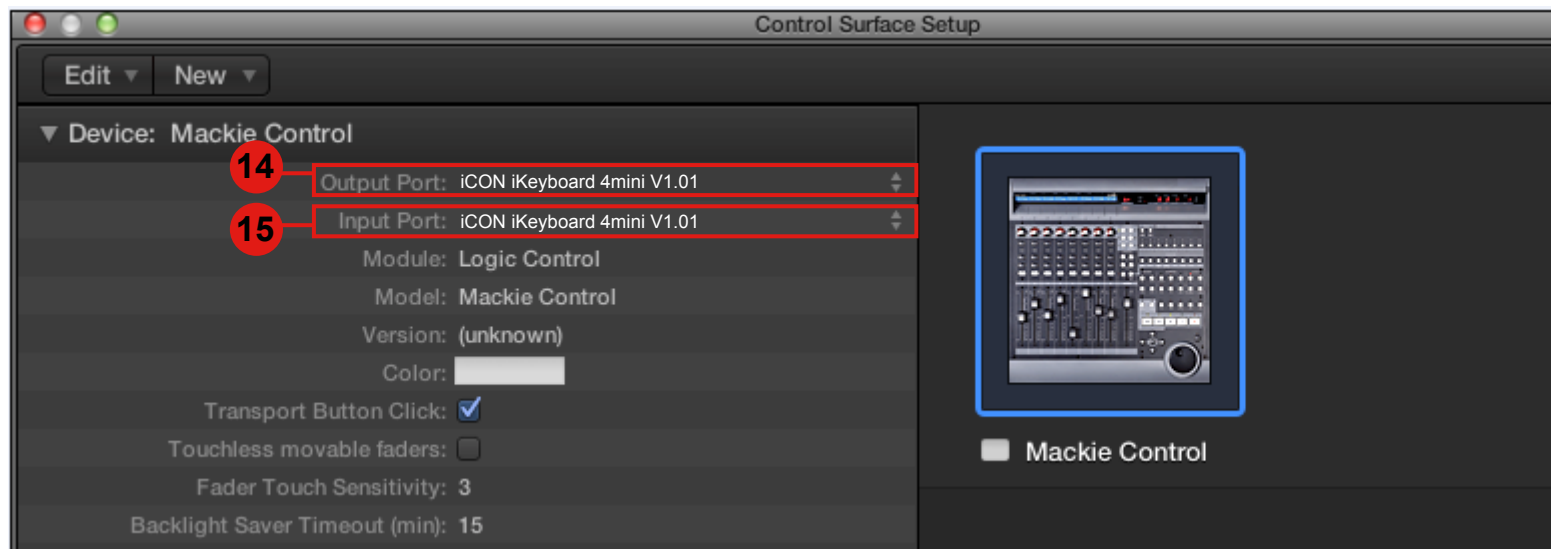 Control Surface Setup
Edit New
Device: Mackie Control
14
Output Port: iCON iKeyboard 4mini V1.01
15
Input Port: iCON iKeyboard 4mini V1.01
Module: Logic Control
Model: Mackie Control
Version: (unknown)
Color:
Transport Button Click:
Touchless movable faders:
Fader Touch Sensitivity: 3
Backlight Saver Timeout (min): 15
Mackie Control